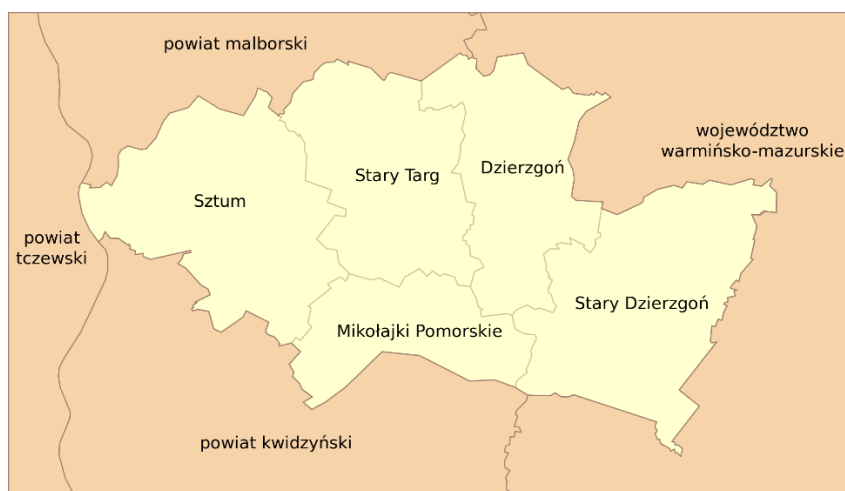 powiat malborski
województwo
warmińsko-mazurskie
Dzierzgoń
Stary Targ
Sztum
powiat
tczewski
Stary Dzierzgoń
Mikołajki Pomorskie
powiat kwidzyński